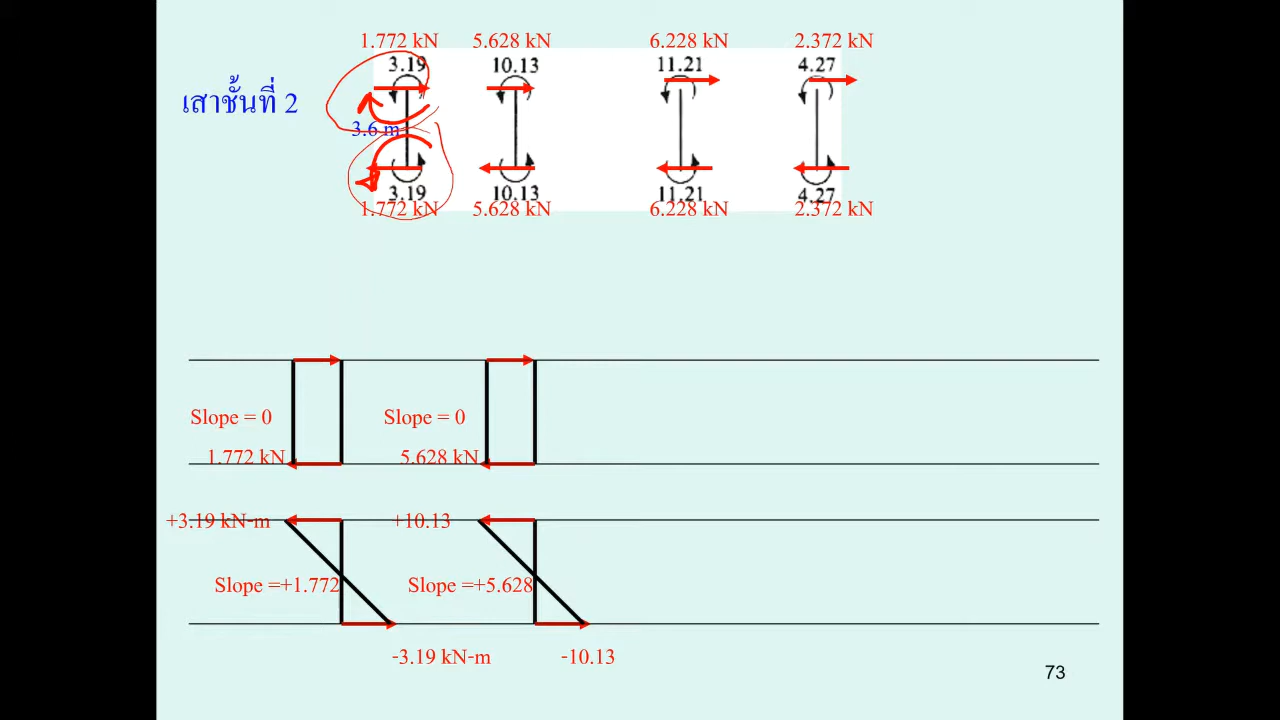 1.772 kN 5.628 kN 6.228 kN 2.372 kN
3.19 10.13 11.21 4.27
เสาชั้นที่ 2
3.6 m
3.19 10.13 11.21 4.27
1.772 kN 5.628 kN 6.228 kN 2.372 kN
Slope = 0 Slope = 0
1.772 kN 5.628 kN
+3.19 kN-m +10.13
Slope =+1.772 Slope =+5.628
-3.19 kN-m -10.13
73